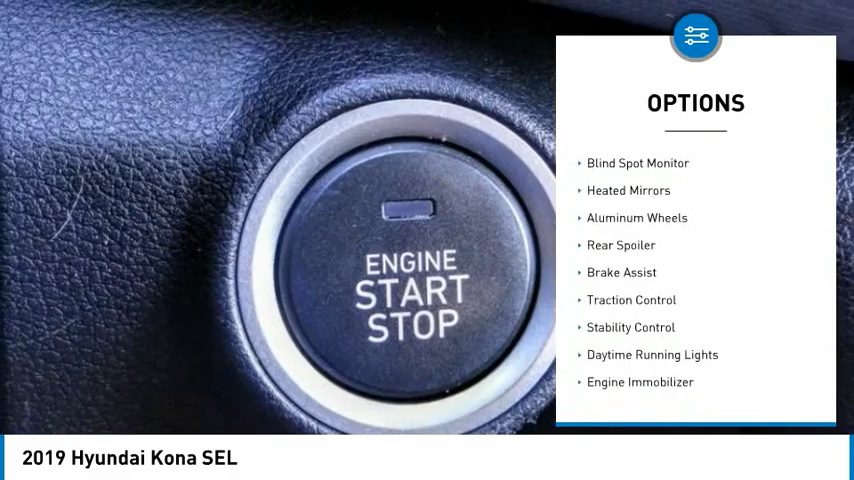 ENGINE
START
STOP
OPTIONS
Blind Spot Monitor
Heated Mirrors
Aluminum Wheels
Rear Spoiler
Brake Assist
Traction Control
Stability Control
Daytime Running Lights
Engine Immobilizer
2019 Hyundai Kona SEL